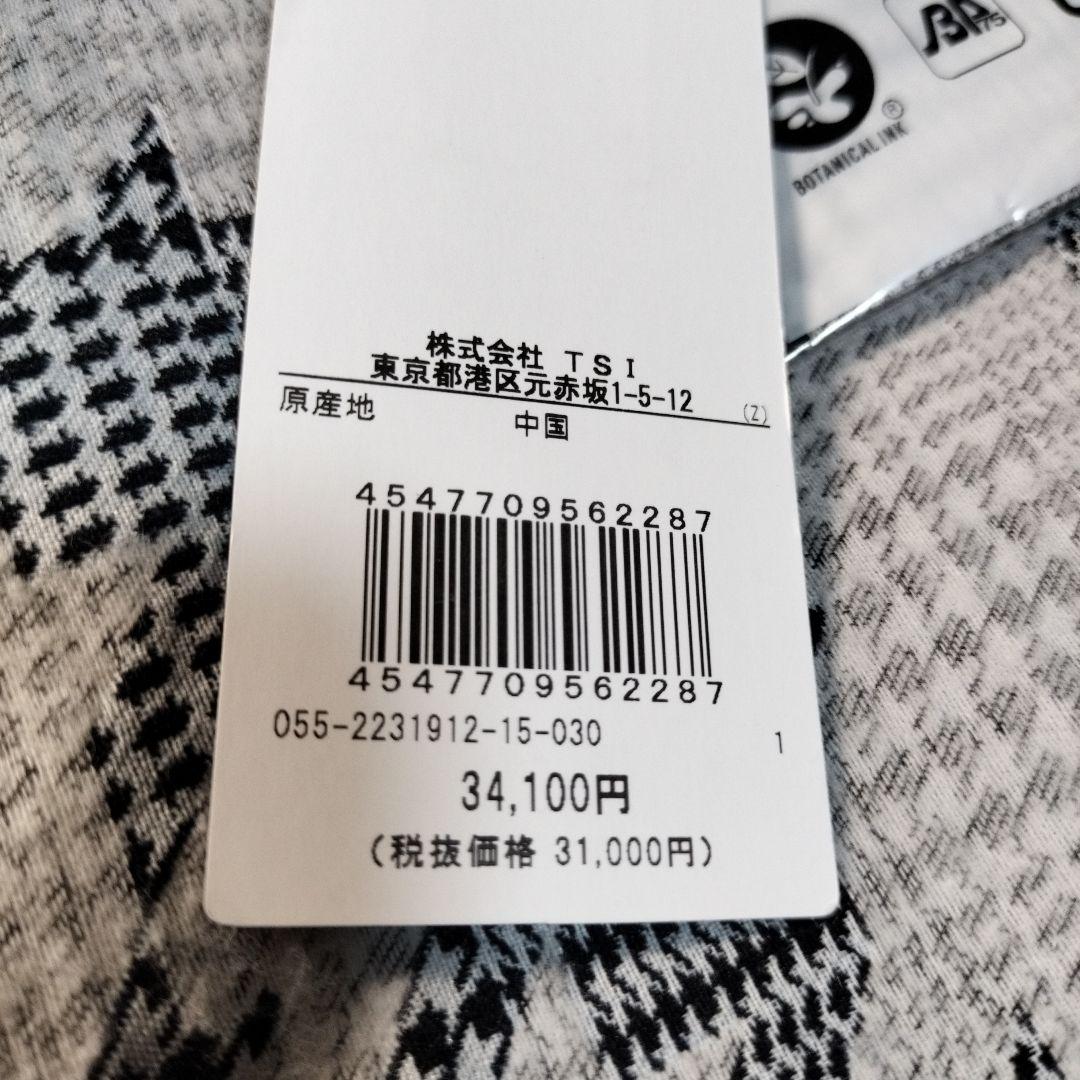 BP
75
®
BOTANICAL INK
株式会社 TSI
東京都港区元赤坂1-5-12
(Z)
原産地 中国
4547709562287
4547709562287
055-2231912-15-030
1
34,100円
(税抜価格 31,000円)